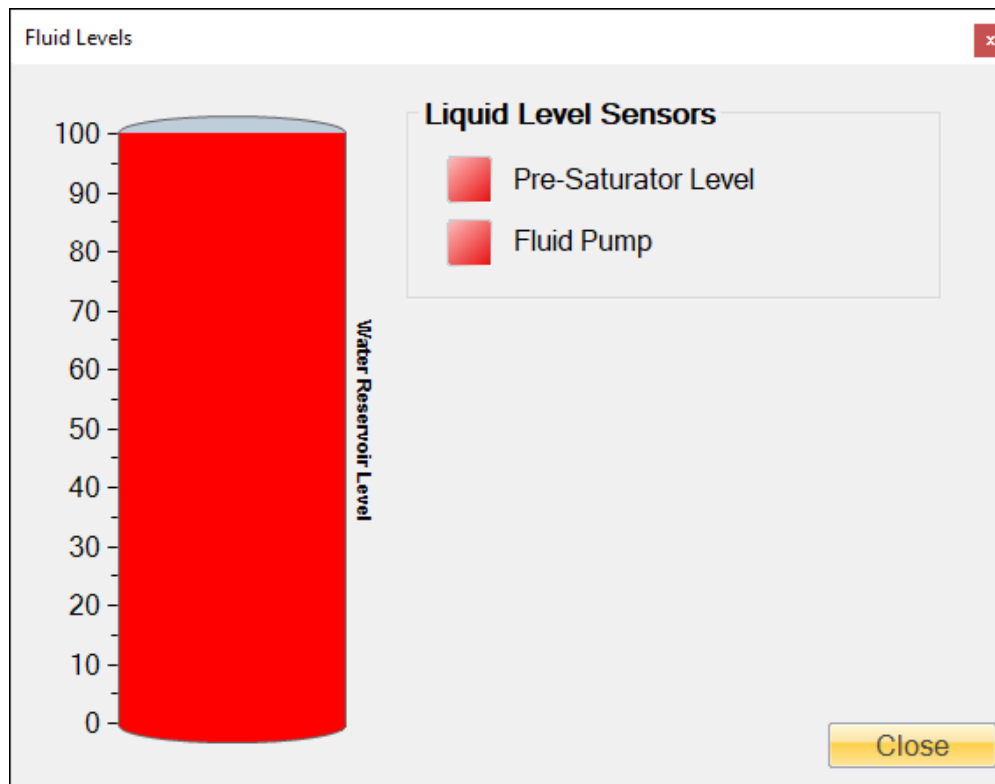 Fluid Levels
x
Liquid Level Sensors
Pre-Saturator Level
Fluid Pump
100
90
80
70
60
50
40
30
20
10
0
Water Reservoir Level
Close